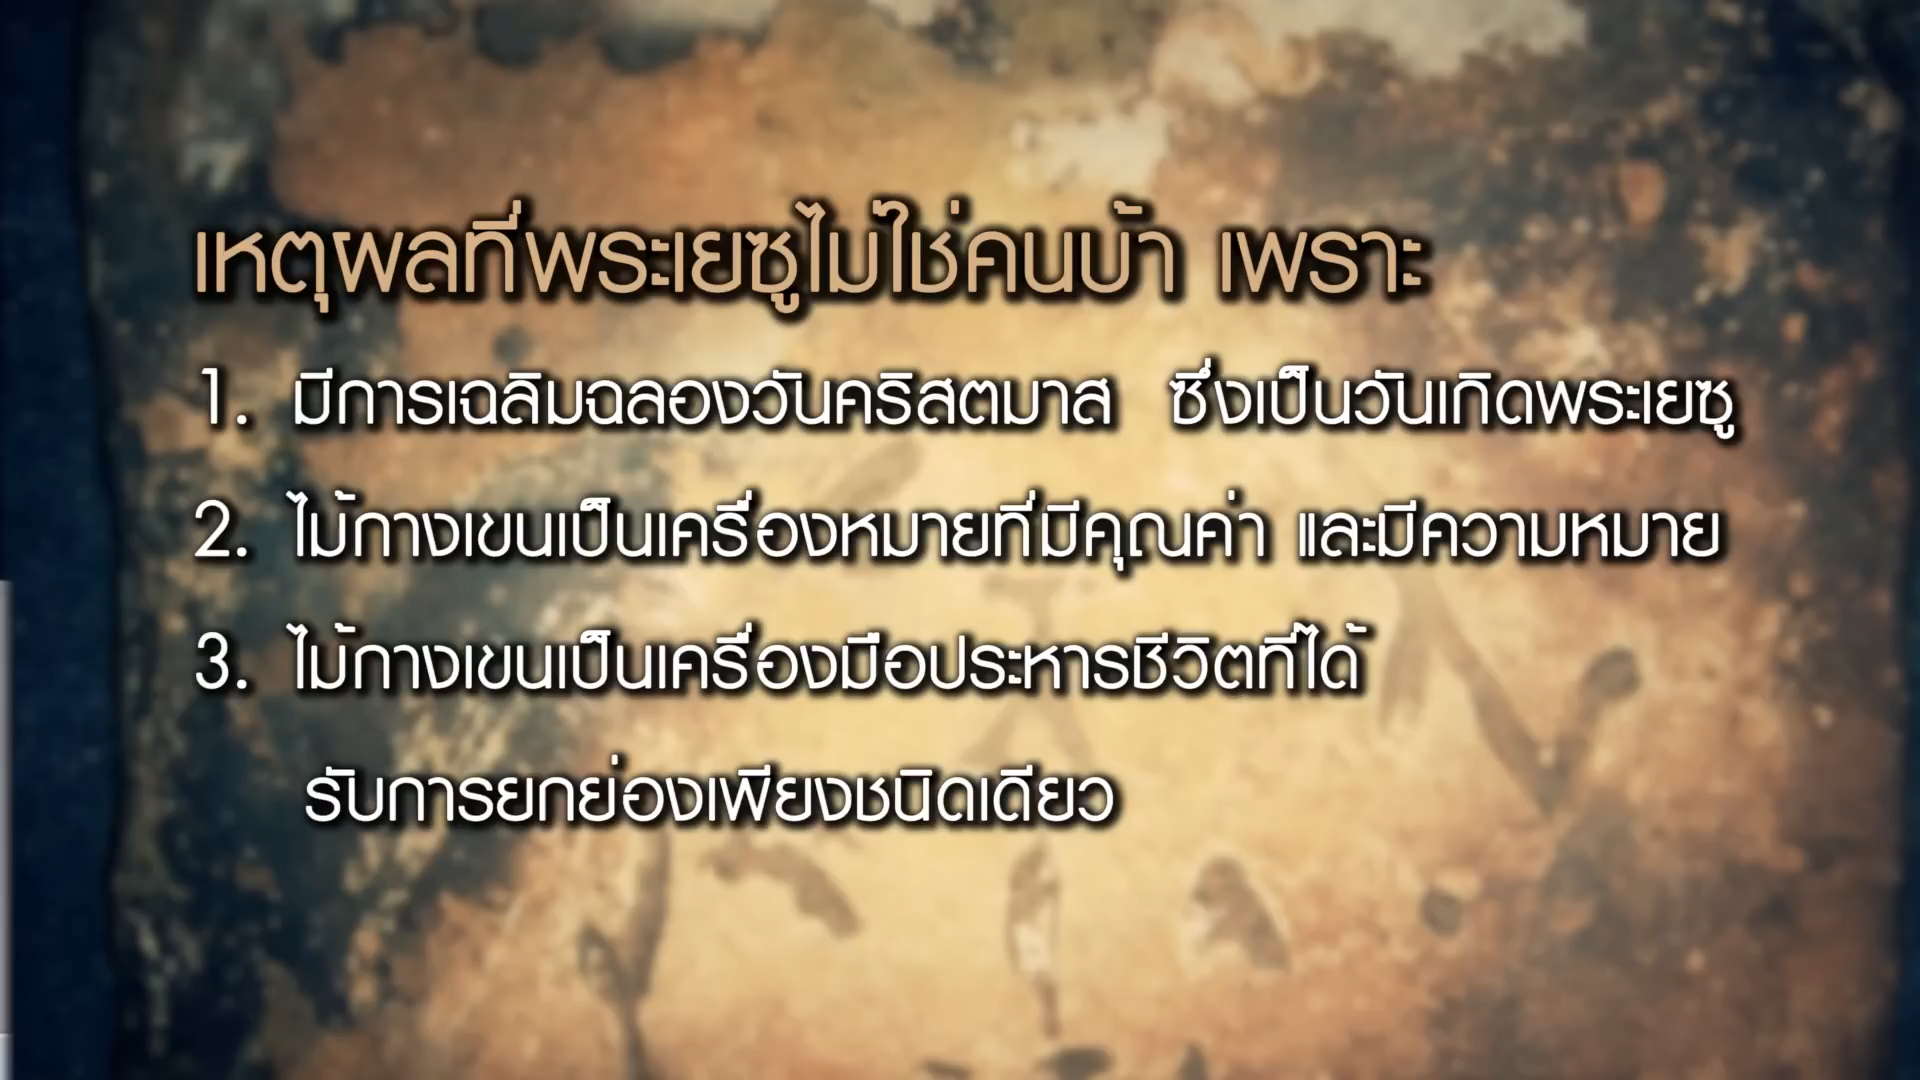 เหตุผลที่พระเยซูไม่ใช่คนบ้า เพราะ
1. มีการเฉลิมฉลองวันคริสตมาส ซึ่งเป็นวันเกิดพระเยซู
2. ไม้กางเขนเป็นเครื่องหมายที่มีคุณค่า และมีความหมาย
3. ไม้กางเขนเป็นเครื่องมือประหารชีวิตที่ได้
รับการยกย่องเพียงชนิดเดียว